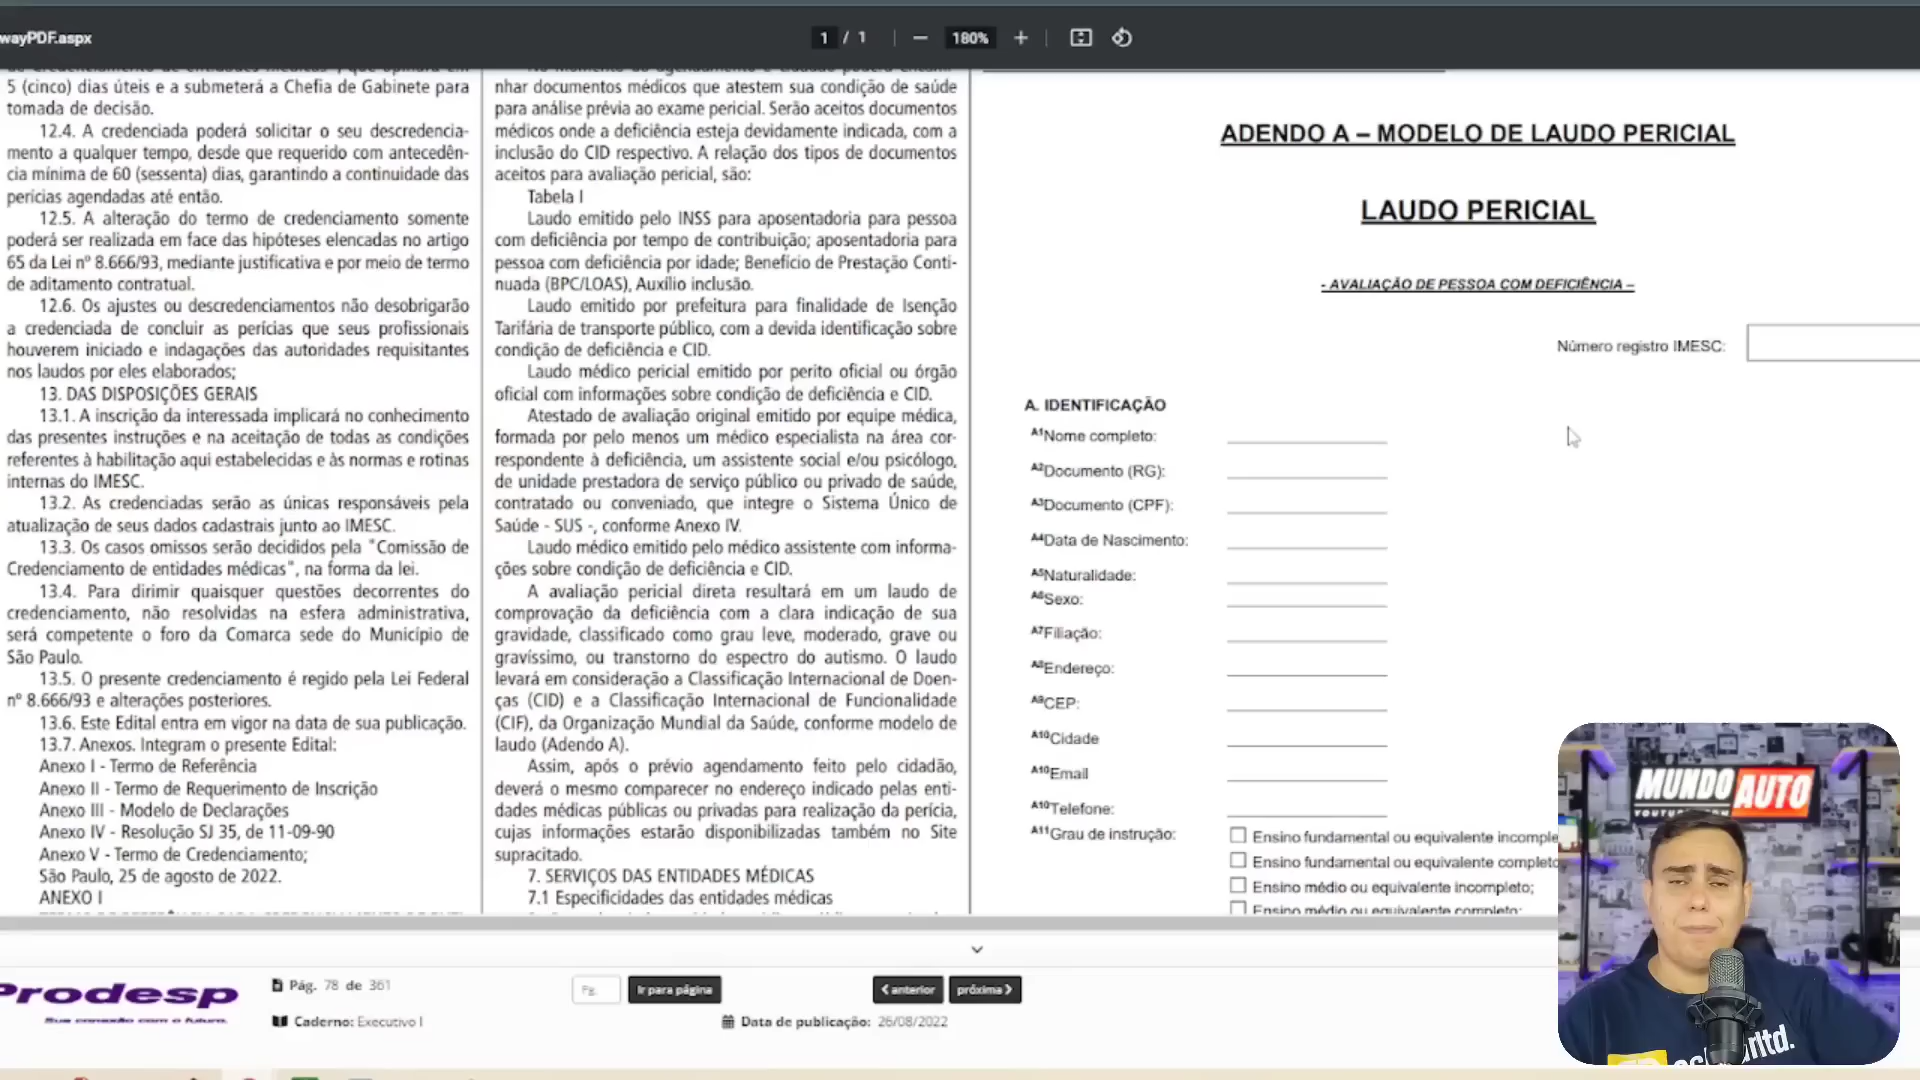 wayPDF.aspx
1 / 1
180%
5 (cinco) dias úteis e a submeterá a Chefia de Gabinete para
tomada de decisão.
12.4. A credenciada poderá solicitar o seu descredencia-
mento a qualquer tempo, desde que requerido com antecedên-
cia mínima de 60 (sessenta) dias, garantindo a continuidade das
perícias agendadas até então.
12.5. A alteração do termo de credenciamento somente
poderá ser realizada em face das hipóteses elencadas no artigo
65 da Lei nº 8.666/93, mediante justificativa e por meio de termo
de aditamento contratual.
12.6. Os ajustes ou descredenciamentos não desobrigarão
a credenciada de concluir as perícias que seus profissionais
houverem iniciado e indagações das autoridades requisitantes
nos laudos por eles elaborados;
13. DAS DISPOSIÇÕES GERAIS
13.1. A inscrição da interessada implicará no conhecimento
das presentes instruções e na aceitação de todas as condições
referentes à habilitação aqui estabelecidas e às normas e rotinas
internas do IMESC.
13.2. As credenciadas serão as únicas responsáveis pela
atualização de seus dados cadastrais junto ao IMESC.
13.3. Os casos omissos serão decididos pela "Comissão de
Credenciamento de entidades médicas", na forma da lei.
13.4. Para dirimir quaisquer questões decorrentes do
credenciamento, não resolvidas na esfera administrativa,
será competente o foro da Comarca sede do Município de
São Paulo.
13.5. O presente credenciamento é regido pela Lei Federal
nº 8.666/93 e alterações posteriores.
13.6. Este Edital entra em vigor na data de sua publicação.
13.7. Anexos. Integram o presente Edital:
Anexo I - Termo de Referência
Anexo II - Termo de Requerimento de Inscrição
Anexo III - Modelo de Declarações
Anexo IV - Resolução SJ 35, de 11-09-90
Anexo V - Termo de Credenciamento;
São Paulo, 25 de agosto de 2022.
ANEXO I
nhar documentos médicos que atestem sua condição de saúde
para análise prévia ao exame pericial. Serão aceitos documentos
médicos onde a deficiência esteja devidamente indicada, com a
inclusão do CID respectivo. A relação dos tipos de documentos
aceitos para avaliação pericial, são:
Tabela I
Laudo emitido pelo INSS para aposentadoria para pessoa
com deficiência por tempo de contribuição; aposentadoria para
pessoa com deficiência por idade; Benefício de Prestação Conti-
nuada (BPC/LOAS), Auxílio inclusão.
Laudo emitido por prefeitura para finalidade de Isenção
Tarifária de transporte público, com a devida identificação sobre
condição de deficiência e CID.
Laudo médico pericial emitido por perito oficial ou órgão
oficial com informações sobre condição de deficiência e CID.
Atestado de avaliação original emitido por equipe médica,
formada por pelo menos um médico especialista na área cor-
respondente à deficiência, um assistente social e/ou psicólogo,
de unidade prestadora de serviço público ou privado de saúde,
contratado ou conveniado, que integre o Sistema Único de
Saúde - SUS -, conforme Anexo IV.
Laudo médico emitido pelo médico assistente com informa-
ções sobre condição de deficiência e CID.
A avaliação pericial direta resultará em um laudo de
comprovação da deficiência com a clara indicação de sua
gravidade, classificado como grau leve, moderado, grave ou
gravíssimo, ou transtorno do espectro do autismo. O laudo
levará em consideração a Classificação Internacional de Doen-
ças (CID) e a Classificação Internacional de Funcionalidade
(CIF), da Organização Mundial da Saúde, conforme modelo de
laudo (Adendo A).
Assim, após o prévio agendamento feito pelo cidadão,
deverá o mesmo comparecer no endereço indicado pelas enti-
dades médicas públicas ou privadas para realização da perícia,
cujas informações estarão disponibilizadas também no Site
supracitado.
7. SERVIÇOS DAS ENTIDADES MÉDICAS
7.1 Especificidades das entidades médicas
ADENDO A – MODELO DE LAUDO PERICIAL
LAUDO PERICIAL
- AVALIAÇÃO DE PESSOA COM DEFICIÊNCIA –
Número registro IMESC:
A. IDENTIFICAÇÃO
A1Nome completo:
A2Documento (RG):
A3Documento (CPF):
A4Data de Nascimento:
A5Naturalidade:
A6Sexo:
A7Filiação:
A8Endereço:
A9CEP:
A10Cidade
A10Email
A10Telefone:
A11Grau de instrução:
Ensino fundamental ou equivalente incomple
Ensino fundamental ou equivalente completo
Ensino médio ou equivalente incompleto;
Ensino médio ou equivalente completo;
MUNDO AUTO
Prodesp
Sua conexão com o futuro.
Pág. 78 de 361
Caderno: Executivo I
Pg.
Ir para página
anterior
próxima
Data de publicação: 26/08/2022